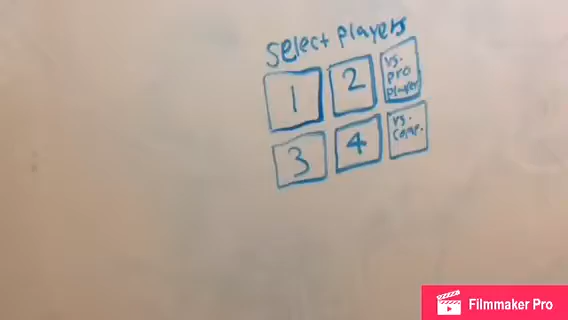 select players
1
2
vs.
pro
player
3
4
vs.
comp.
Filmmaker Pro